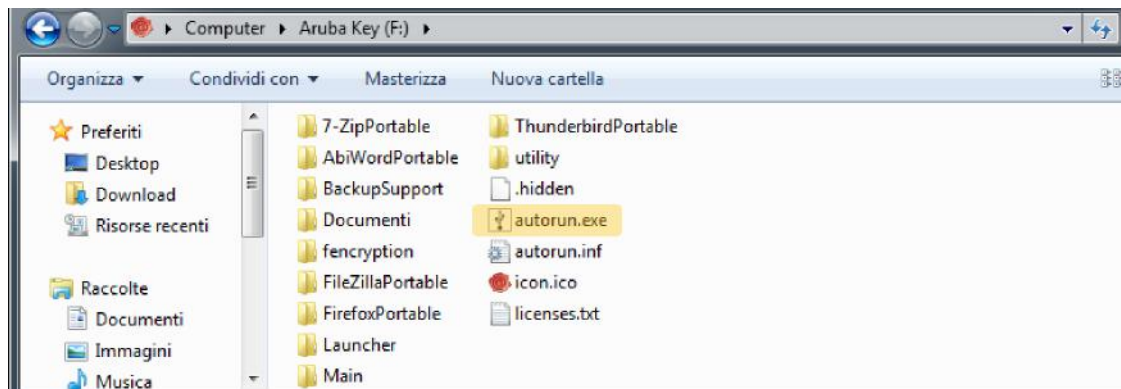 Computer ▸ Aruba Key (F:) ▸
Organizza ▾ Condividi con ▾ Masterizza Nuova cartella
Preferiti
Desktop
Download
Risorse recenti
Raccolte
Documenti
Immagini
Musica
7-ZipPortable
AbiWordPortable
BackupSupport
Documenti
fencryption
FileZillaPortable
FirefoxPortable
Launcher
Main
ThunderbirdPortable
utility
.hidden
autorun.exe
autorun.inf
icon.ico
licenses.txt